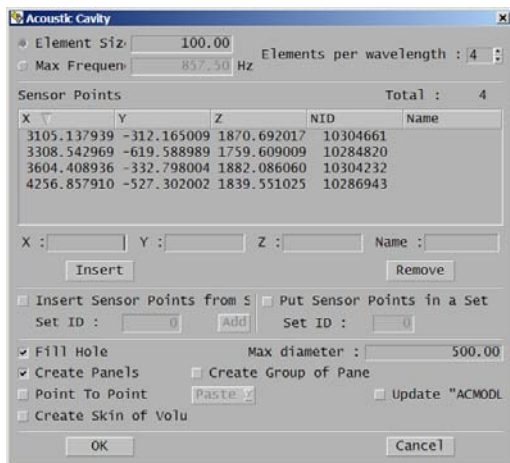 Acoustic Cavity
Element Siz 100.00
Max Frequen 857.50 Hz
Elements per wavelength : 4
Sensor Points Total : 4
X Y Z NID Name
3105.137939 -312.165009 1870.692017 10304661
3308.542969 -619.588989 1759.609009 10284820
3604.408936 -332.798004 1882.086060 10304232
4256.857910 -527.302002 1839.551025 10286943
X : Y : Z : Name :
Insert Remove
Insert Sensor Points from S Put Sensor Points in a Set
Set ID : 0 Add Set ID : 0
Fill Hole Max diameter : 500.00
Create Panels Create Group of Pane
Point To Point Paste Update "ACMODL
Create Skin of Volu
OK Cancel